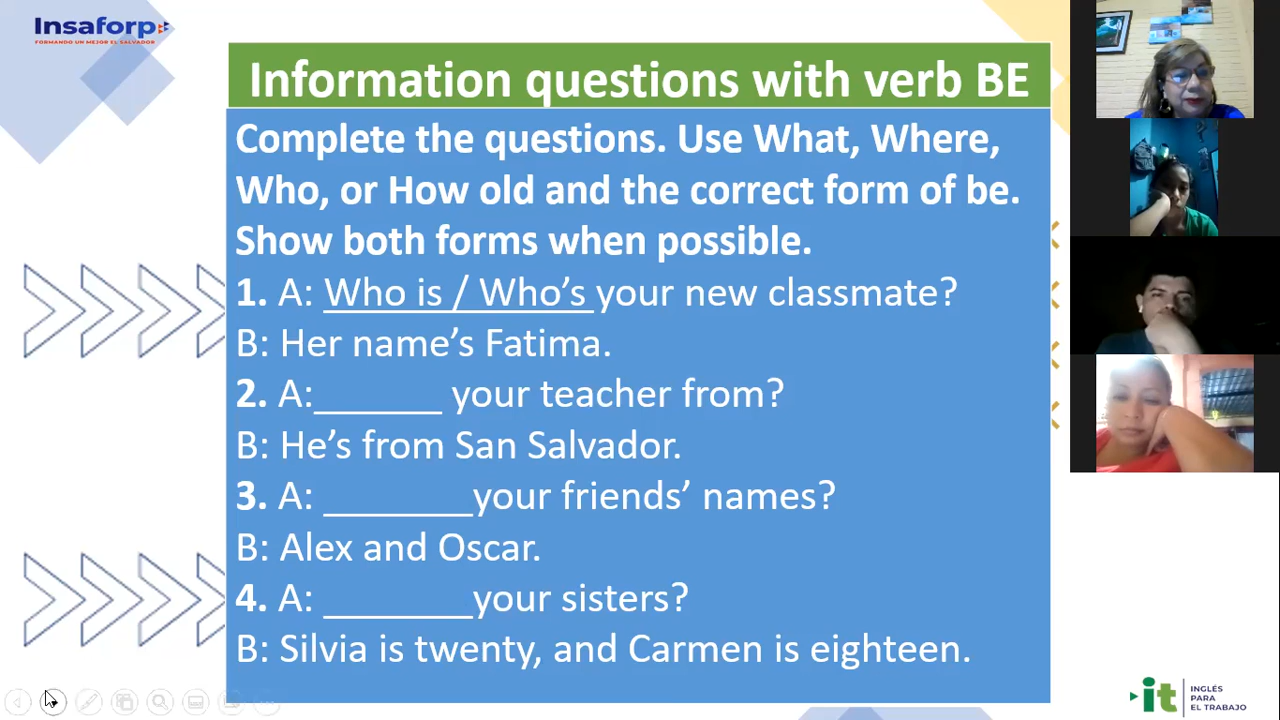 Insaforp
FORMANDO UN MEJOR EL SALVADOR
Information questions with verb BE
Complete the questions. Use What, Where,
Who, or How old and the correct form of be.
Show both forms when possible.
1. A: Who is / Who's your new classmate?
B: Her name's Fatima.
2. A:______ your teacher from?
B: He's from San Salvador.
3. A: _______your friends' names?
B: Alex and Oscar.
4. A: _______your sisters?
B: Silvia is twenty, and Carmen is eighteen.
it
INGLÉS
PARA
EL TRABAJO